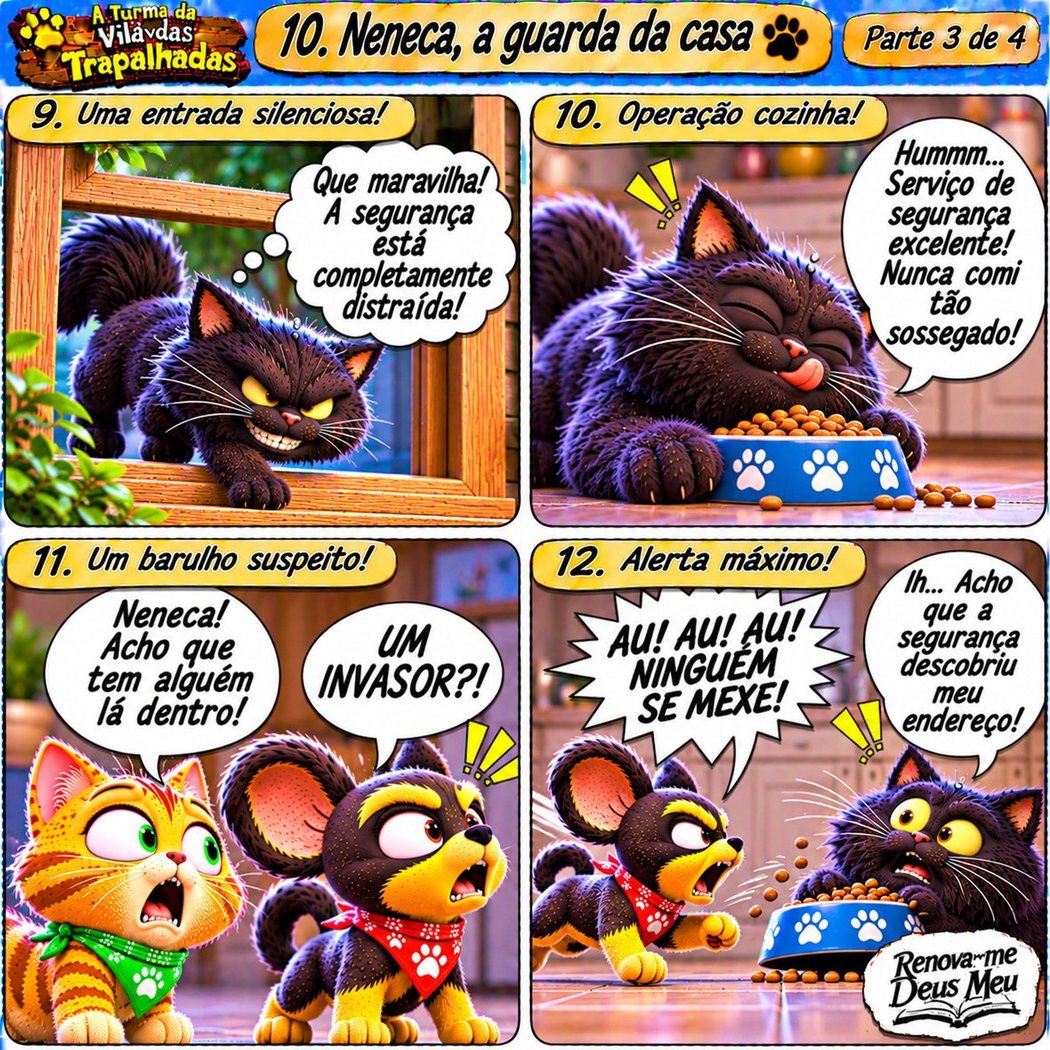 A Turma da
Vila das
Trapalhadas
10. Neneca, a guarda da casa
Parte 3 de 4
9. Uma entrada silenciosa!
Que maravilha!
A segurança
está
completamente
distraída!
10. Operação cozinha!
Hummm...
Serviço de
segurança
excelente!
Nunca comi
tão
sossegado!
11. Um barulho suspeito!
Neneca!
Acho que
tem alguém
lá dentro!
UM
INVASOR?!
12. Alerta máximo!
AU! AU! AU!
NINGUÉM
SE MEXE!
Ih... Acho
que a
segurança
descobriu
meu
endereço!
Renova-me
Deus Meu